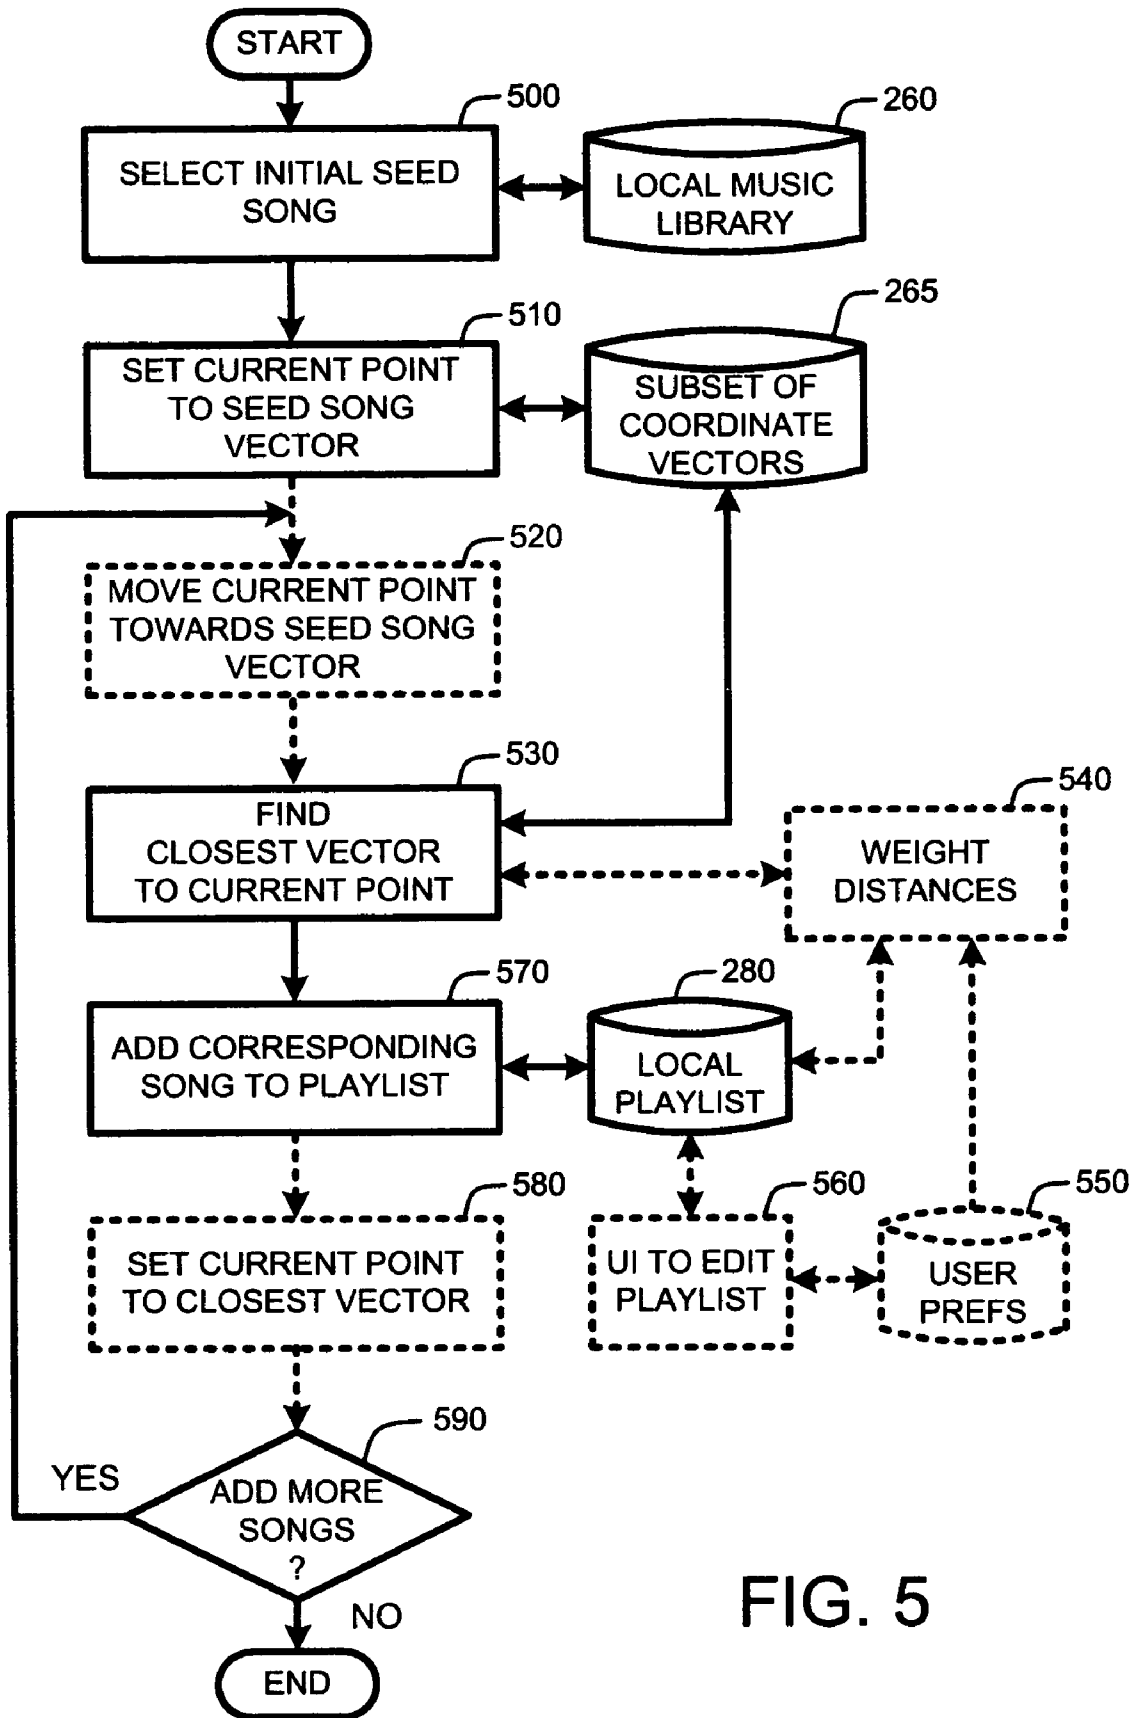 START
500
SELECT INITIAL SEED
SONG
260
LOCAL MUSIC
LIBRARY
510
SET CURRENT POINT
TO SEED SONG
VECTOR
265
SUBSET OF
COORDINATE
VECTORS
520
MOVE CURRENT POINT
TOWARDS SEED SONG
VECTOR
530
FIND
CLOSEST VECTOR
TO CURRENT POINT
540
WEIGHT
DISTANCES
570
ADD CORRESPONDING
SONG TO PLAYLIST
280
LOCAL
PLAYLIST
580
SET CURRENT POINT
TO CLOSEST VECTOR
560
UI TO EDIT
PLAYLIST
550
USER
PREFS
590
YES
ADD MORE
SONGS
?
NO
END
FIG. 5